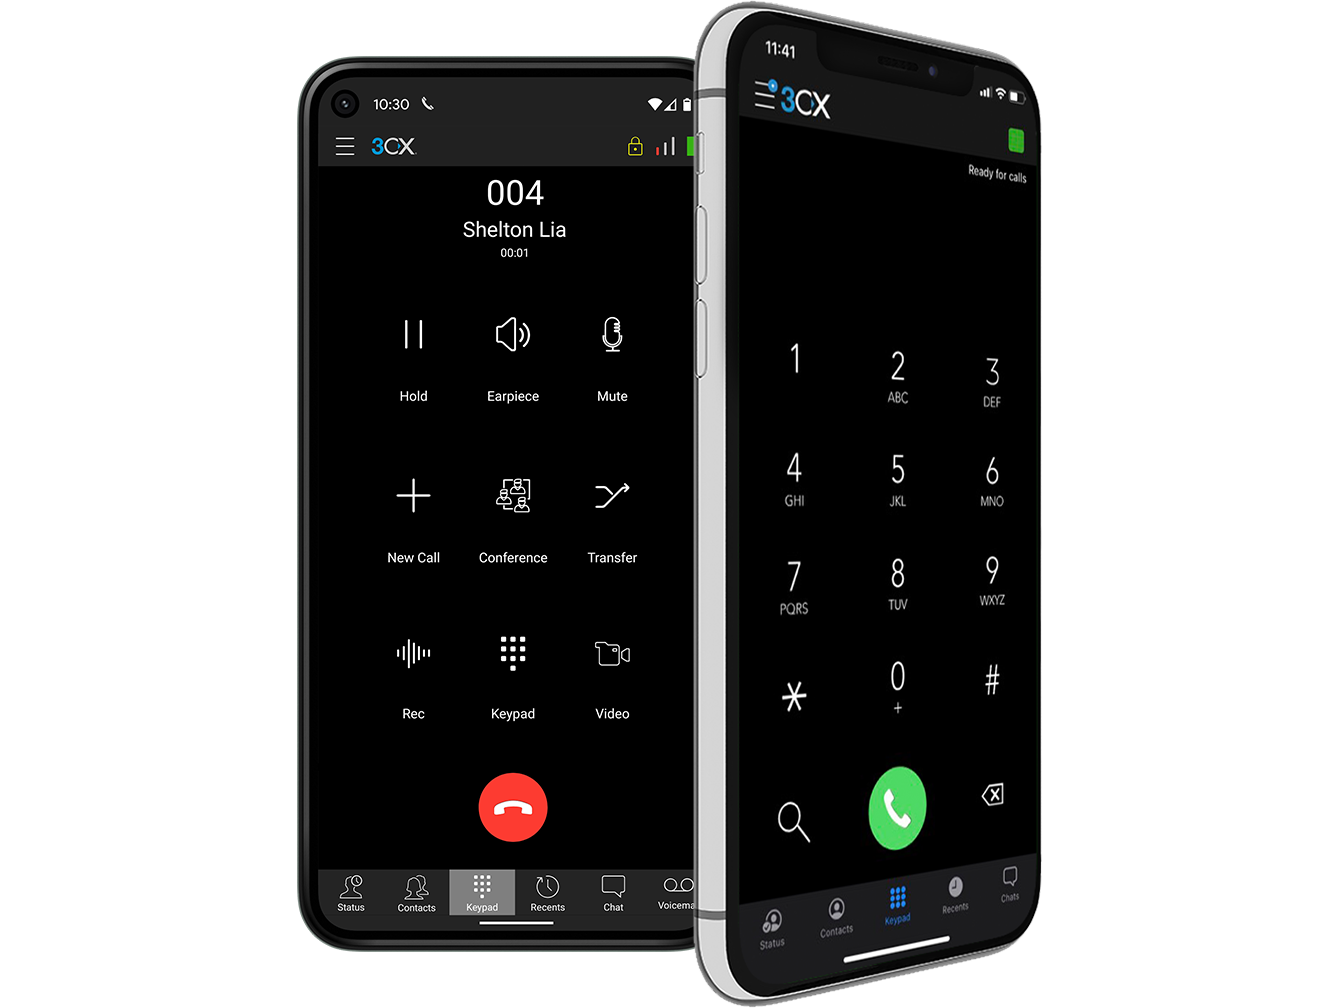 10:30
3CX
004
Shelton Lia
00:01
Hold Earpiece Mute
New Call Conference Transfer
Rec Keypad Video
Status Contacts Keypad Recents Chat Voicema
11:41
3CX
Ready for calls
1 2 3
ABC DEF
4 5 6
GHI JKL MNO
7 8 9
PQRS TUV WXYZ
* 0 #
+
Status Contacts Keypad Recents Chats